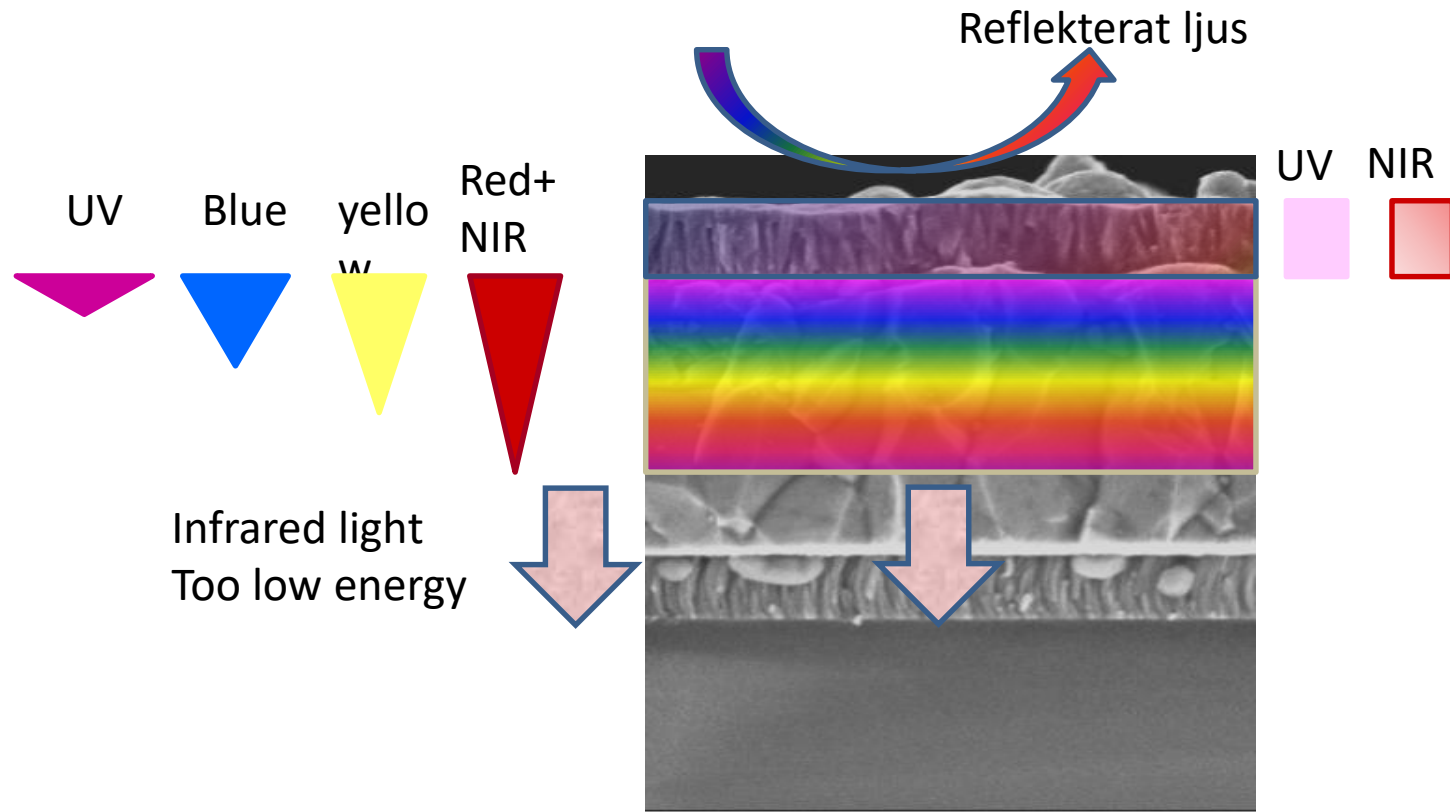 Reflekterat ljus
UV
Blue
yello
w
Red+
NIR
UV
NIR
Infrared light
Too low energy